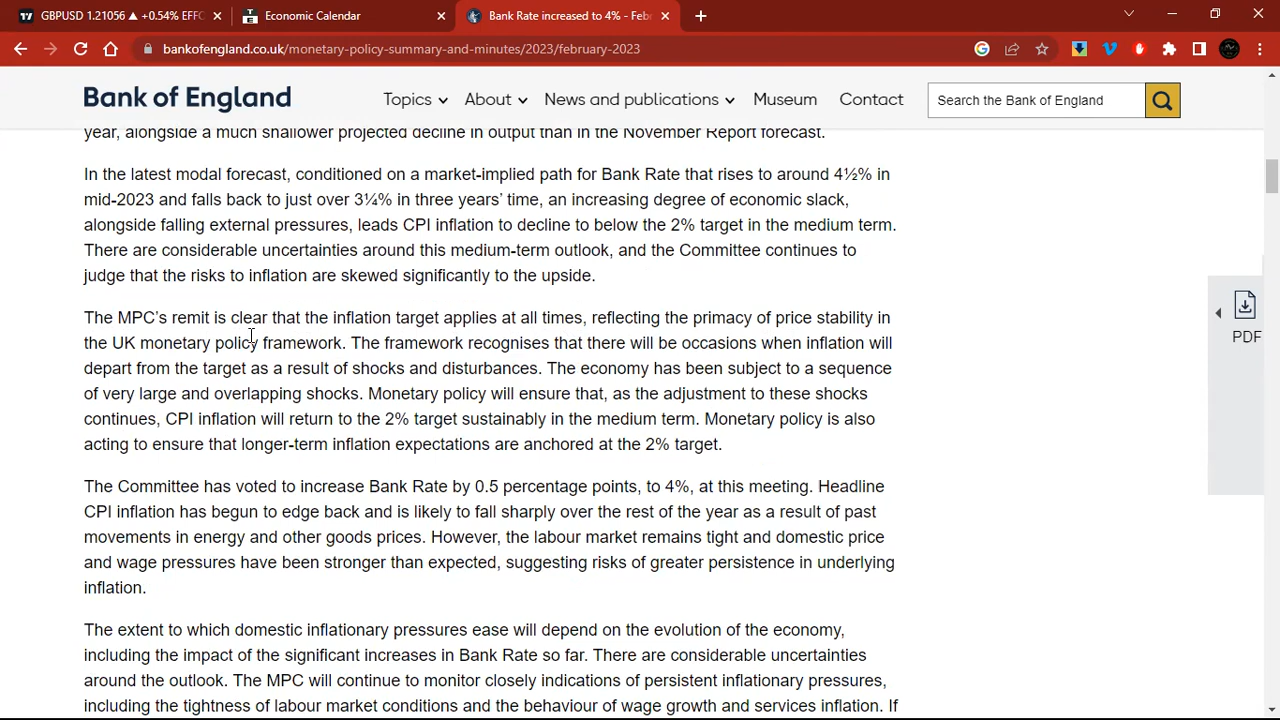 GBPUSD 1.21056 ▲ +0.54% EFFC
Economic Calendar
Bank Rate increased to 4% - Feb
bankofengland.co.uk/monetary-policy-summary-and-minutes/2023/february-2023
Bank of England
Topics
About
News and publications
Museum
Contact
Search the Bank of England
year, alongside a much shallower projected decline in output than in the November Report forecast.
In the latest modal forecast, conditioned on a market-implied path for Bank Rate that rises to around 4½% in
mid-2023 and falls back to just over 3¼% in three years’ time, an increasing degree of economic slack,
alongside falling external pressures, leads CPI inflation to decline to below the 2% target in the medium term.
There are considerable uncertainties around this medium-term outlook, and the Committee continues to
judge that the risks to inflation are skewed significantly to the upside.
The MPC’s remit is clear that the inflation target applies at all times, reflecting the primacy of price stability in
the UK monetary policy framework. The framework recognises that there will be occasions when inflation will
depart from the target as a result of shocks and disturbances. The economy has been subject to a sequence
of very large and overlapping shocks. Monetary policy will ensure that, as the adjustment to these shocks
continues, CPI inflation will return to the 2% target sustainably in the medium term. Monetary policy is also
acting to ensure that longer-term inflation expectations are anchored at the 2% target.
PDF
The Committee has voted to increase Bank Rate by 0.5 percentage points, to 4%, at this meeting. Headline
CPI inflation has begun to edge back and is likely to fall sharply over the rest of the year as a result of past
movements in energy and other goods prices. However, the labour market remains tight and domestic price
and wage pressures have been stronger than expected, suggesting risks of greater persistence in underlying
inflation.
The extent to which domestic inflationary pressures ease will depend on the evolution of the economy,
including the impact of the significant increases in Bank Rate so far. There are considerable uncertainties
around the outlook. The MPC will continue to monitor closely indications of persistent inflationary pressures,
including the tightness of labour market conditions and the behaviour of wage growth and services inflation. If